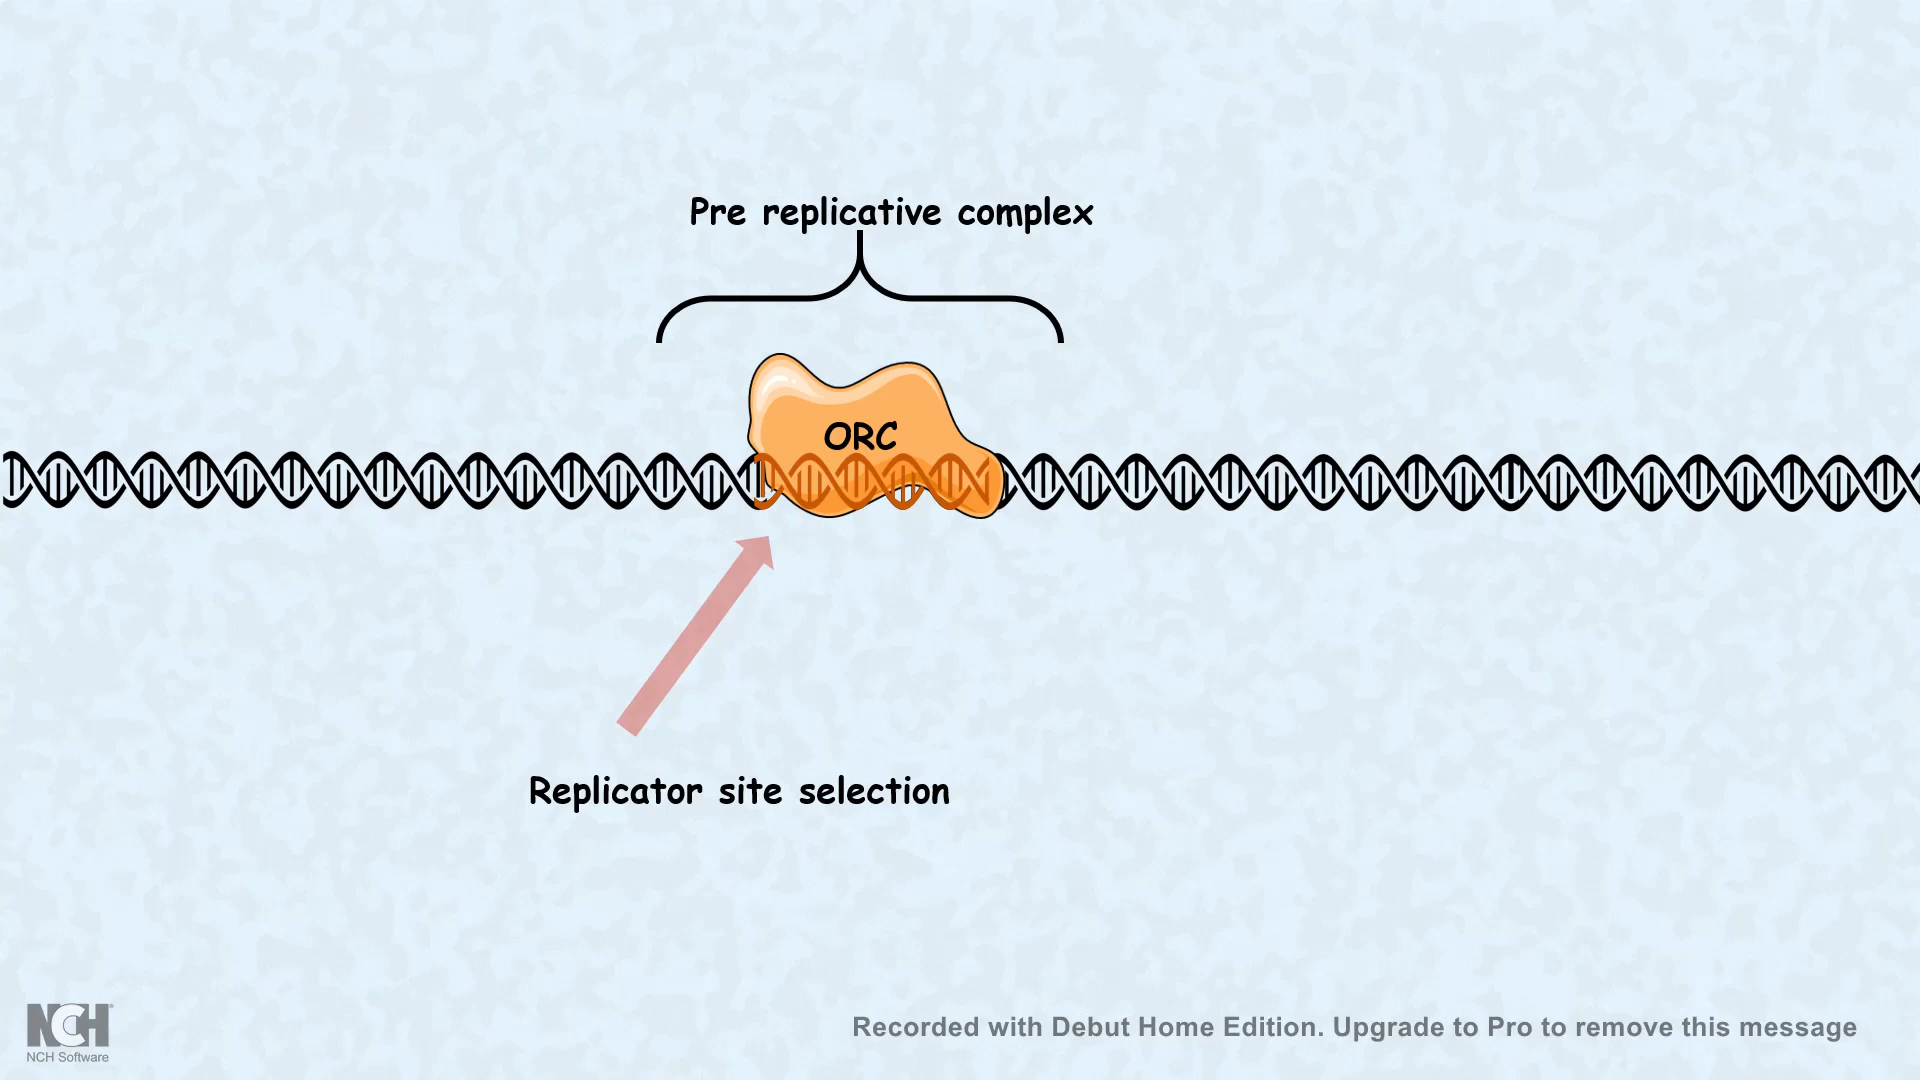 Pre replicative complex
ORC
Replicator site selection
NCH
NCH Software
Recorded with Debut Home Edition. Upgrade to Pro to remove this message